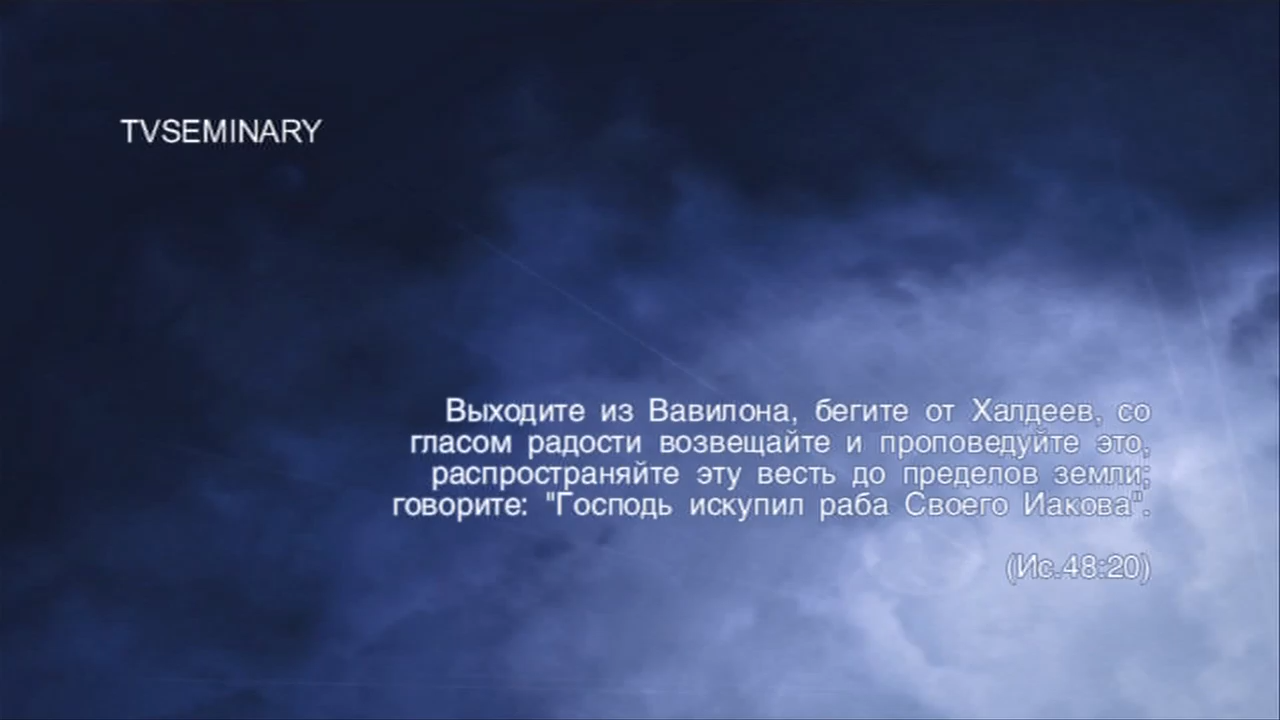 TVSEMINARY
Выходите из Вавилона, бегите от Халдеев, со
гласом радости возвещайте и проповедуйте это,
распространяйте эту весть до пределов земли;
говорите: "Господь искупил раба Своего Иакова".
(Ис.48:20)